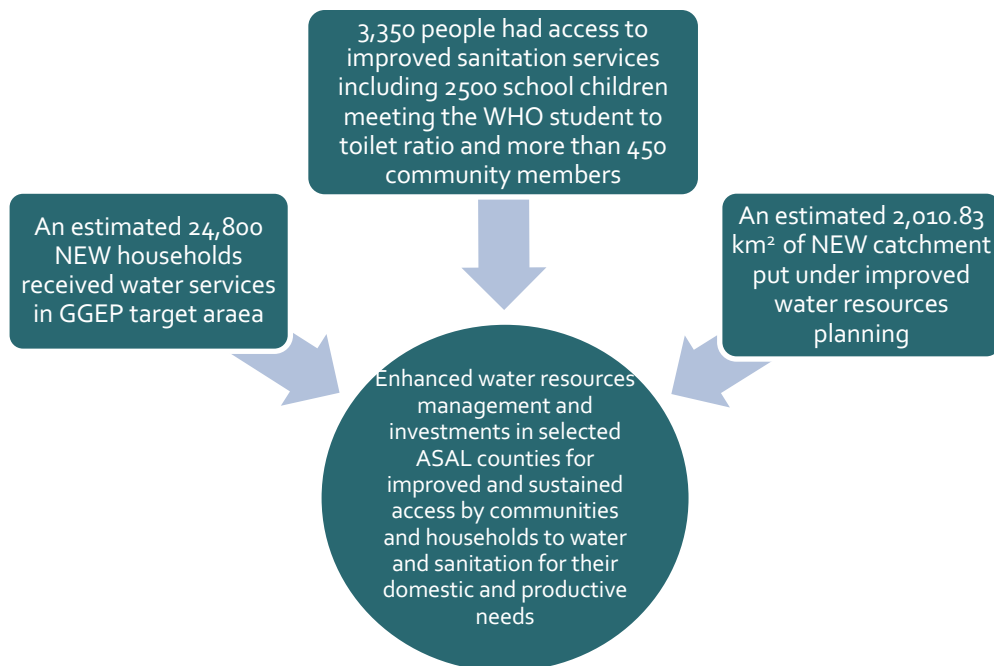 3,350 people had access to
improved sanitation services
including 2500 school children
meeting the WHO student to
toilet ratio and more than 450
community members
An estimated 24,800
NEW households
received water services
in GGEP target araea
An estimated 2,010.83
km² of NEW catchment
put under improved
water resources
planning
Enhanced water resources
management and
investments in selected
ASAL counties for
improved and sustained
access by communities
and households to water
and sanitation for their
domestic and productive
needs